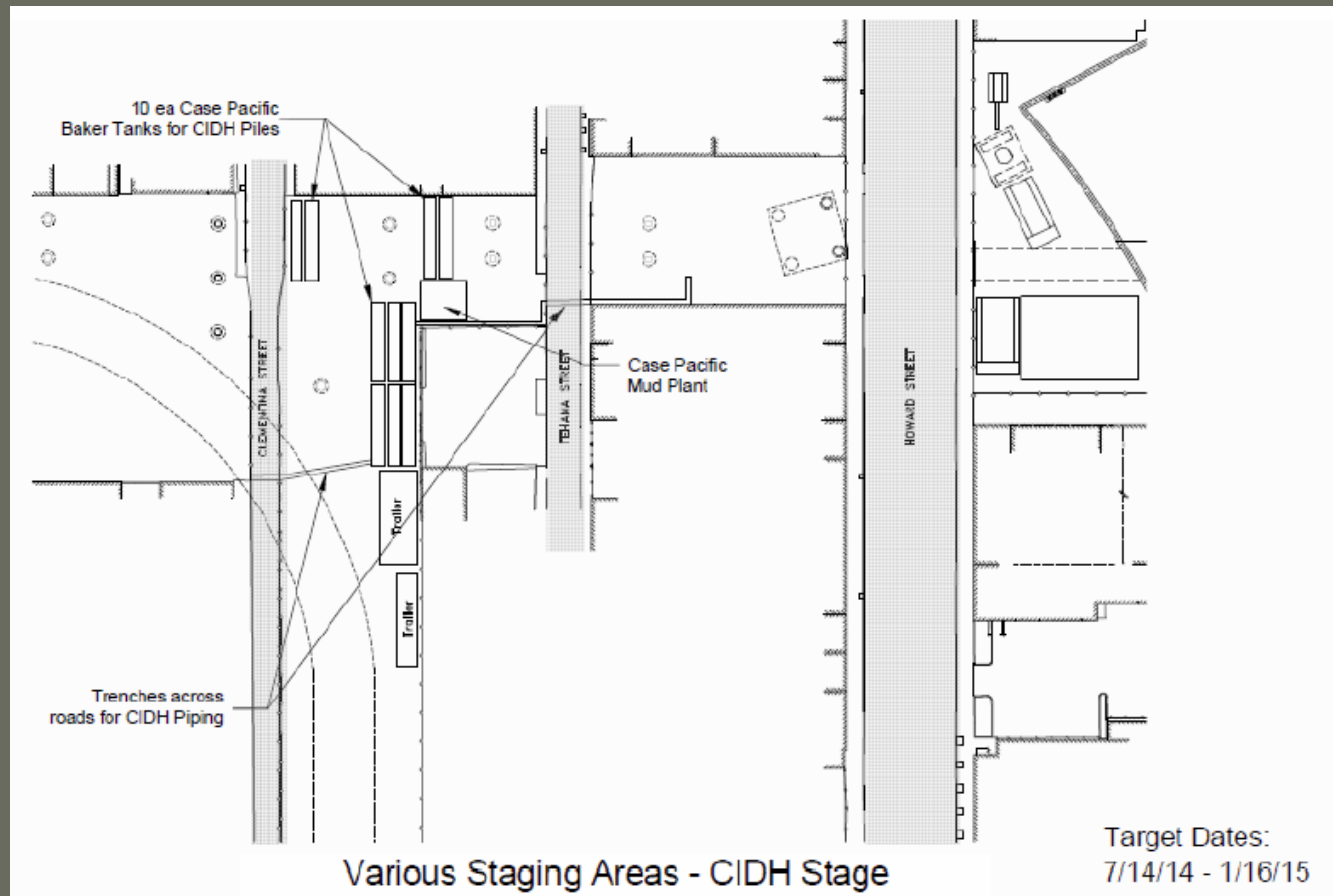 10 ea Case Pacific
Baker Tanks for CIDH Piles
CLEMENTINA STREET
TEHAMA STREET
HOWARD STREET
Case Pacific
Mud Plant
Trailer
Trailer
Trenches across
roads for CIDH Piping
Various Staging Areas - CIDH Stage
Target Dates:
7/14/14 - 1/16/15